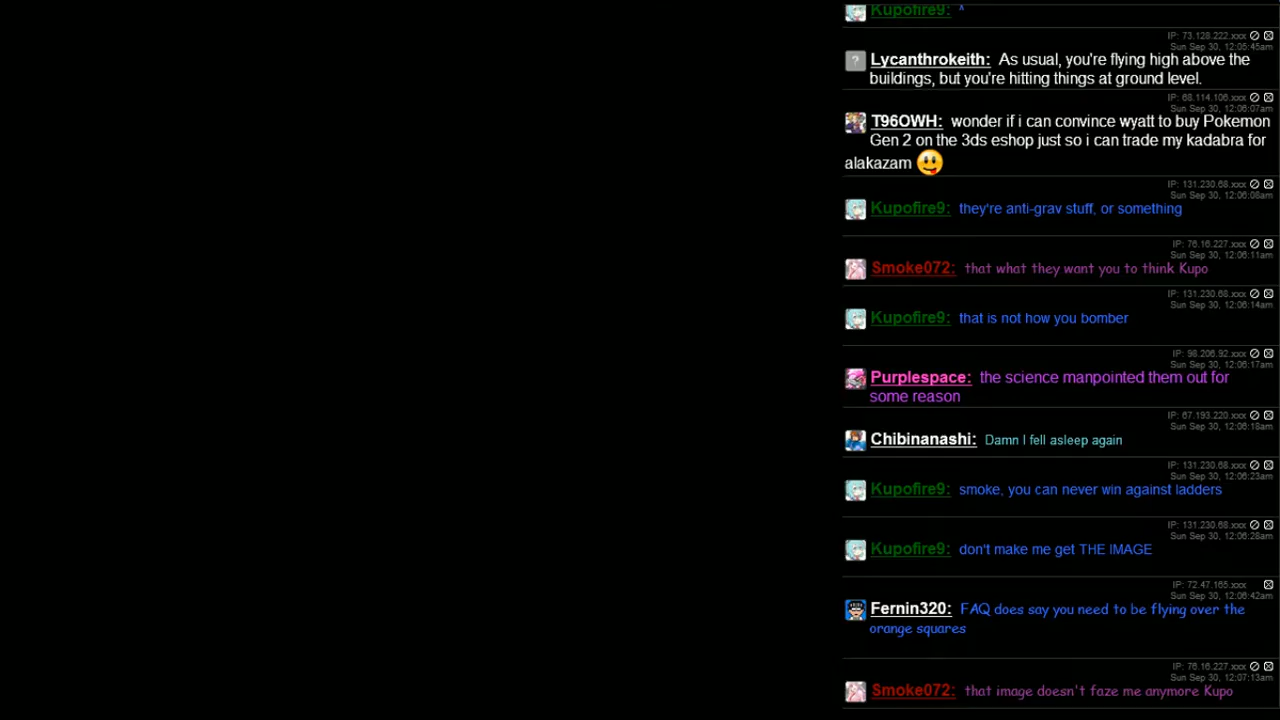 Kupofire9: ^
IP: 73.128.222.xxx
Sun Sep 30, 12:05:45am
Lycanthrokeith: As usual, you're flying high above the
buildings, but you're hitting things at ground level.
IP: 68.114.106.xxx
Sun Sep 30, 12:06:07am
T96OWH: wonder if i can convince wyatt to buy Pokemon
Gen 2 on the 3ds eshop just so i can trade my kadabra for
alakazam
IP: 131.230.68.xxx
Sun Sep 30, 12:06:08am
Kupofire9: they're anti-grav stuff, or something
IP: 76.16.227.xxx
Sun Sep 30, 12:06:11am
Smoke072: that what they want you to think Kupo
IP: 131.230.68.xxx
Sun Sep 30, 12:06:14am
Kupofire9: that is not how you bomber
IP: 98.206.92.xxx
Sun Sep 30, 12:06:17am
Purplespace: the science manpointed them out for
some reason
IP: 67.193.220.xxx
Sun Sep 30, 12:06:18am
Chibinanashi: Damn I fell asleep again
IP: 131.230.68.xxx
Sun Sep 30, 12:06:23am
Kupofire9: smoke, you can never win against ladders
IP: 131.230.68.xxx
Sun Sep 30, 12:06:28am
Kupofire9: don't make me get THE IMAGE
IP: 72.47.165.xxx
Sun Sep 30, 12:06:42am
Fernin320: FAQ does say you need to be flying over the
orange squares
IP: 76.16.227.xxx
Sun Sep 30, 12:07:13am
Smoke072: that image doesn't faze me anymore Kupo